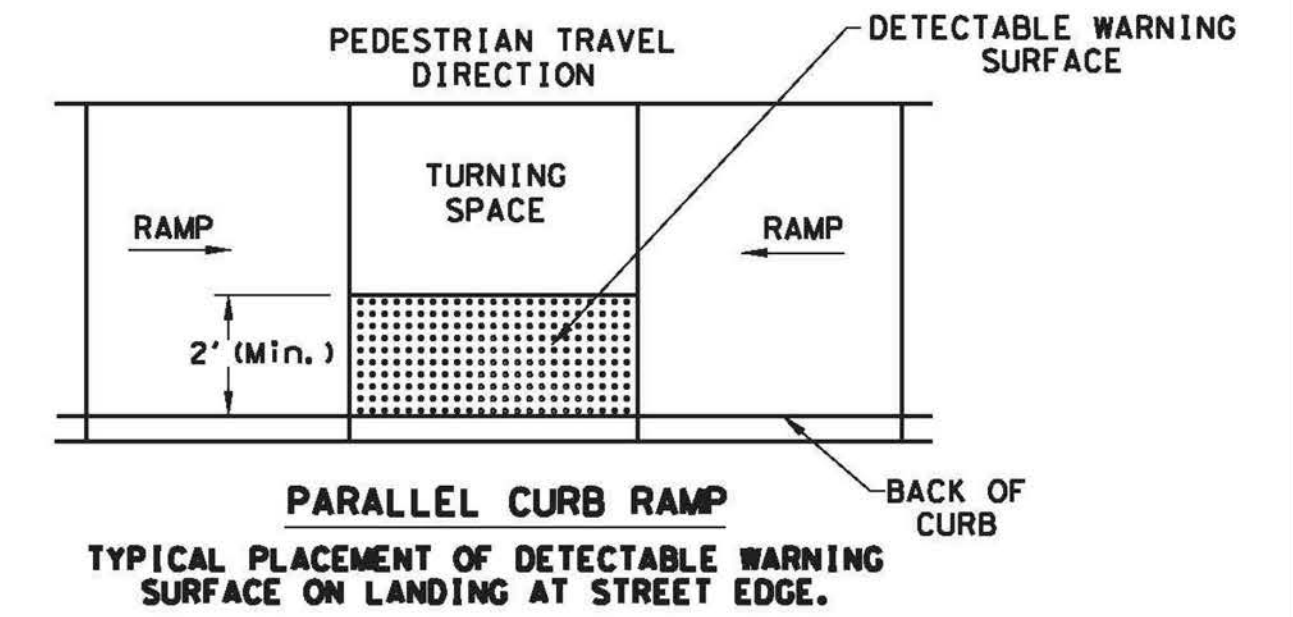 PEDESTRIAN TRAVEL
DIRECTION
DETECTABLE WARNING
SURFACE
TURNING
SPACE
RAMP
RAMP
2' (Min.)
BACK OF
CURB
PARALLEL CURB RAMP
TYPICAL PLACEMENT OF DETECTABLE WARNING
SURFACE ON LANDING AT STREET EDGE.